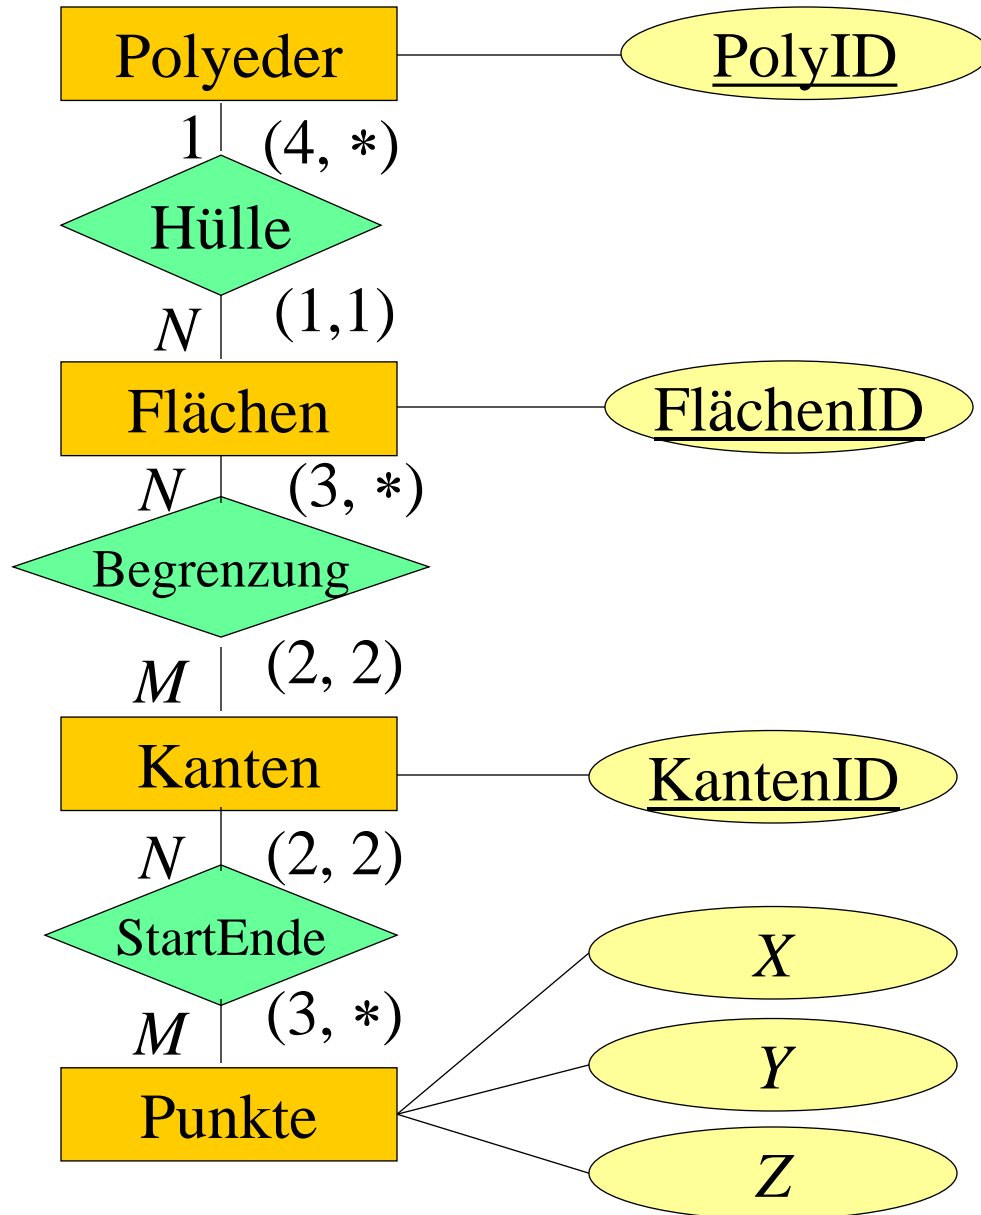 Polyeder PolyID
1 (4, *)
Hülle
N (1,1)
Flächen FlächenID
N (3, *)
Begrenzung
M (2, 2)
Kanten KantenID
N (2, 2)
StartEnde X
M (3, *)
Y
Punkte
Z